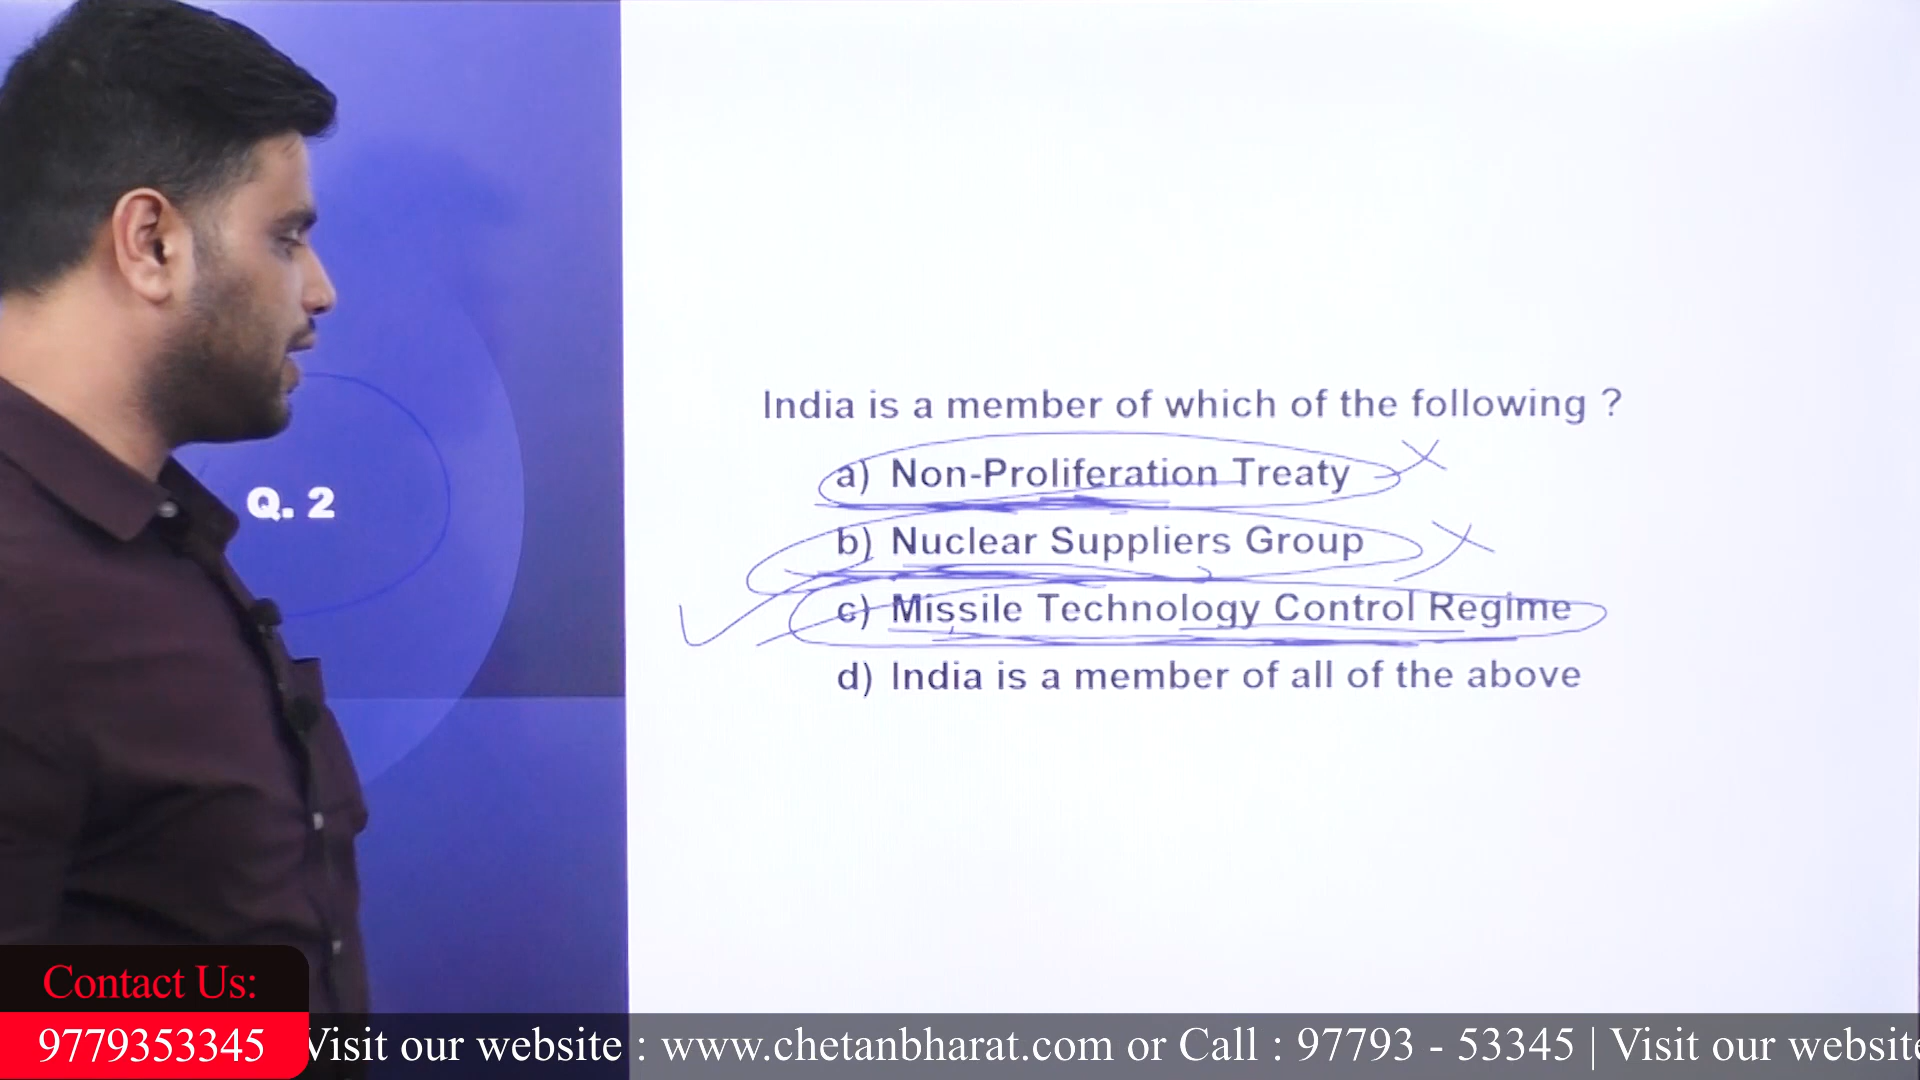 Q. 2
India is a member of which of the following ?
a) Non-Proliferation Treaty
b) Nuclear Suppliers Group
c) Missile Technology Control Regime
d) India is a member of all of the above
Contact Us:
9779353345
Visit our website : www.chetanbharat.com or Call : 97793 - 53345 | Visit our website